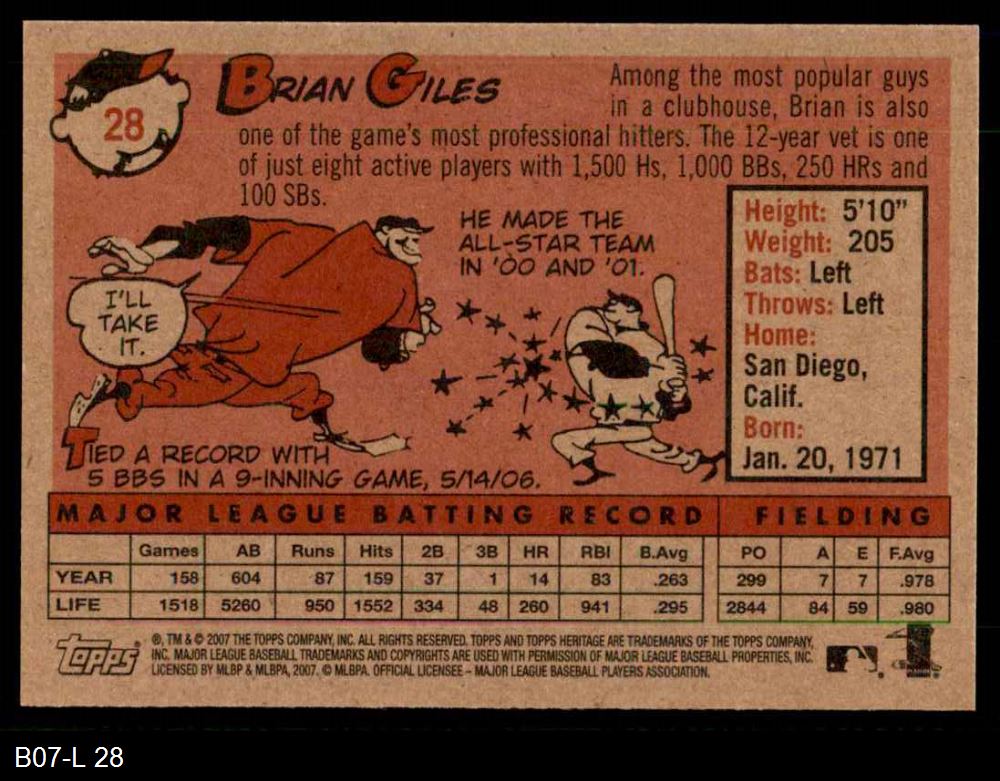 28
BRIAN GILES
Among the most popular guys
in a clubhouse, Brian is also
one of the game's most professional hitters. The 12-year vet is one
of just eight active players with 1,500 Hs, 1,000 BBs, 250 HRs and
100 SBs.
HE MADE THE
ALL-STAR TEAM
IN '00 AND '01.
I'LL
TAKE
IT.
TIED A RECORD WITH
5 BBS IN A 9-INNING GAME, 5/14/06.
Height: 5'10"
Weight: 205
Bats: Left
Throws: Left
Home:
San Diego,
Calif.
Born:
Jan. 20, 1971
MAJOR LEAGUE BATTING RECORD FIELDING
Games AB Runs Hits 2B 3B HR RBI B.Avg PO A E F.Avg
YEAR 158 604 87 159 37 1 14 83 .263 299 7 7 .978
LIFE 1518 5260 950 1552 334 48 260 941 .295 2844 84 59 .980
Topps
®, TM & © 2007 THE TOPPS COMPANY, INC. ALL RIGHTS RESERVED. TOPPS AND TOPPS HERITAGE ARE TRADEMARKS OF THE TOPPS COMPANY,
INC. MAJOR LEAGUE BASEBALL TRADEMARKS AND COPYRIGHTS ARE USED WITH PERMISSION OF MAJOR LEAGUE BASEBALL PROPERTIES, INC.
LICENSED BY MLBP & MLBPA, 2007. © MLBPA. OFFICIAL LICENSEE – MAJOR LEAGUE BASEBALL PLAYERS ASSOCIATION.
B07-L 28